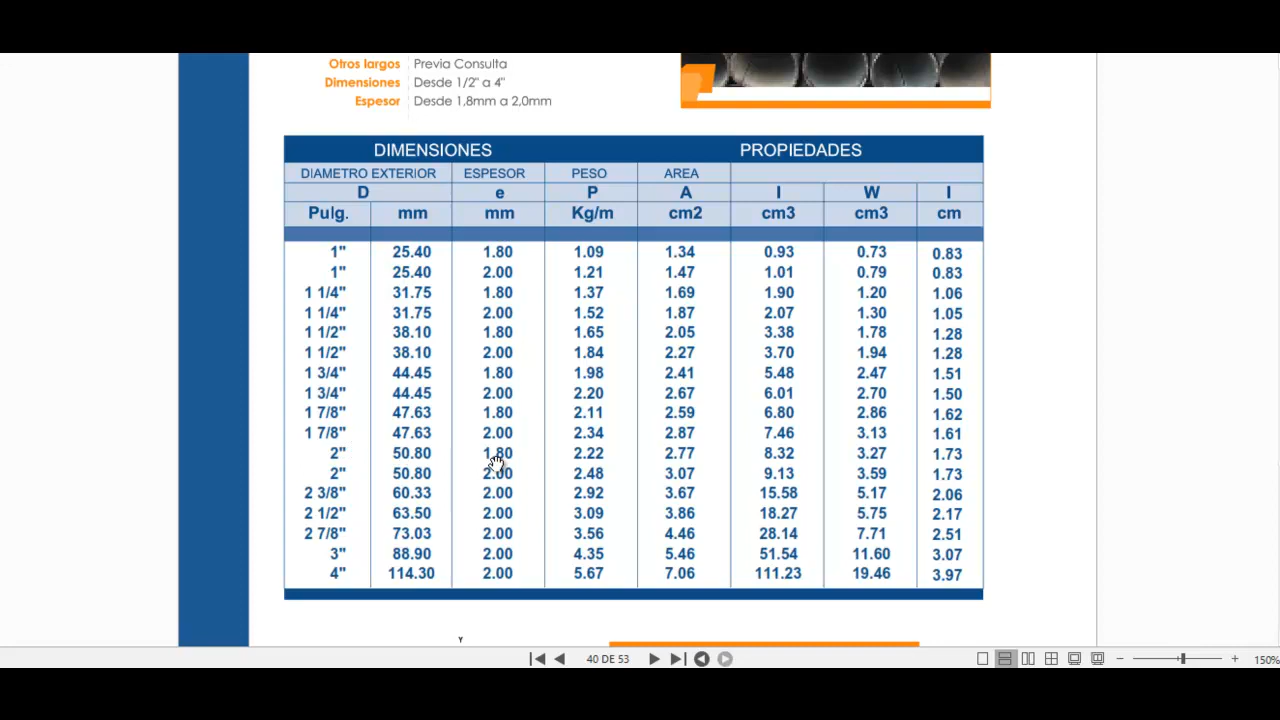 Otros largos Previa Consulta
Dimensiones Desde 1/2" a 4"
Espesor Desde 1,8mm a 2,0mm
DIMENSIONES PROPIEDADES
DIAMETRO EXTERIOR ESPESOR PESO AREA
D e P A I W I
Pulg. mm mm Kg/m cm2 cm3 cm3 cm
1" 25.40 1.80 1.09 1.34 0.93 0.73 0.83
1" 25.40 2.00 1.21 1.47 1.01 0.79 0.83
1 1/4" 31.75 1.80 1.37 1.69 1.90 1.20 1.06
1 1/4" 31.75 2.00 1.52 1.87 2.07 1.30 1.05
1 1/2" 38.10 1.80 1.65 2.05 3.38 1.78 1.28
1 1/2" 38.10 2.00 1.84 2.27 3.70 1.94 1.28
1 3/4" 44.45 1.80 1.98 2.41 5.48 2.47 1.51
1 3/4" 44.45 2.00 2.20 2.67 6.01 2.70 1.50
1 7/8" 47.63 1.80 2.11 2.59 6.80 2.86 1.62
1 7/8" 47.63 2.00 2.34 2.87 7.46 3.13 1.61
2" 50.80 1.80 2.22 2.77 8.32 3.27 1.73
2" 50.80 2.00 2.48 3.07 9.13 3.59 1.73
2 3/8" 60.33 2.00 2.92 3.67 15.58 5.17 2.06
2 1/2" 63.50 2.00 3.09 3.86 18.27 5.75 2.17
2 7/8" 73.03 2.00 3.56 4.46 28.14 7.71 2.51
3" 88.90 2.00 4.35 5.46 51.54 11.60 3.07
4" 114.30 2.00 5.67 7.06 111.23 19.46 3.97
Y
40 DE 53 150%